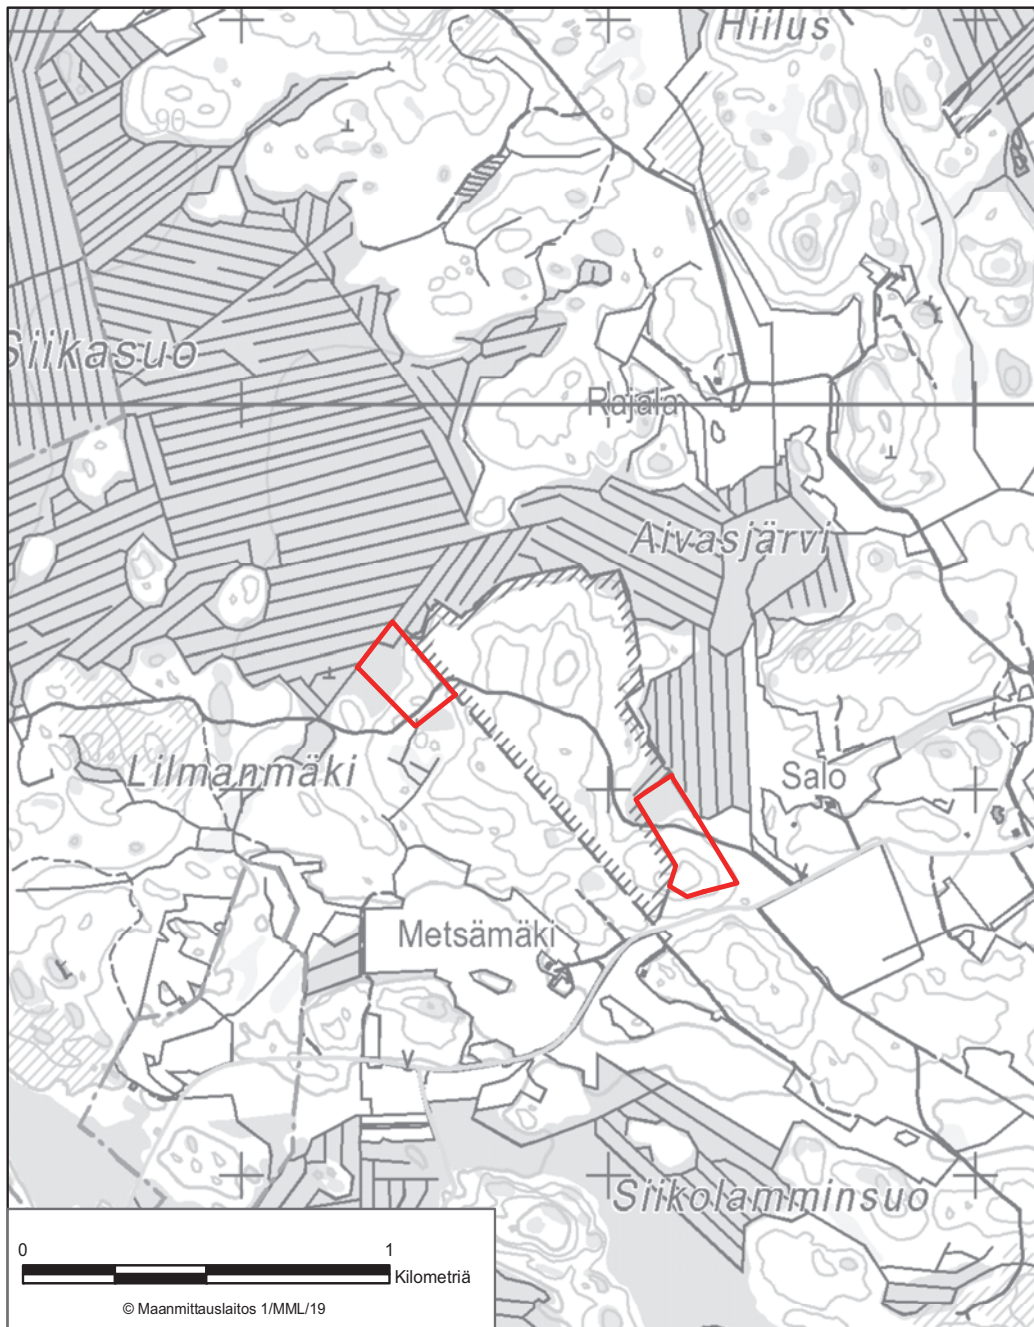 Hiilus
90
Siikasuo
Rajala
Aivasjärvi
Lilmanmäki
Salo
Metsämäki
Siikolamminsuo
0 1
Kilometriä
© Maanmittauslaitos 1/MML/19